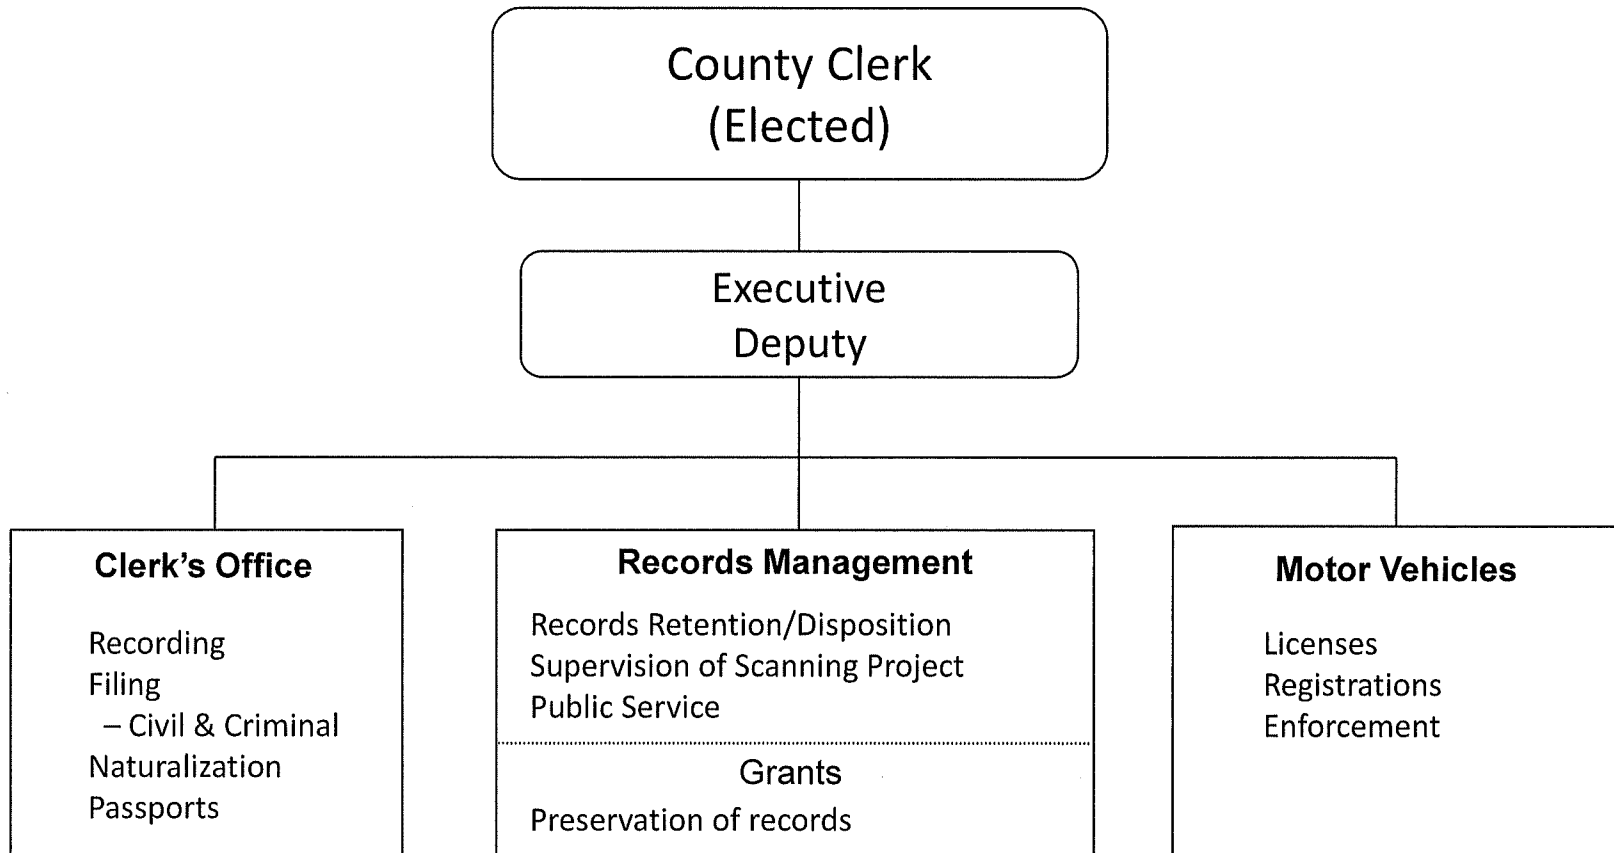 County Clerk
(Elected)
Executive
Deputy
Clerk’s Office
Recording
Filing
– Civil & Criminal
Naturalization
Passports
Records Management
Records Retention/Disposition
Supervision of Scanning Project
Public Service
Grants
Preservation of records
Motor Vehicles
Licenses
Registrations
Enforcement